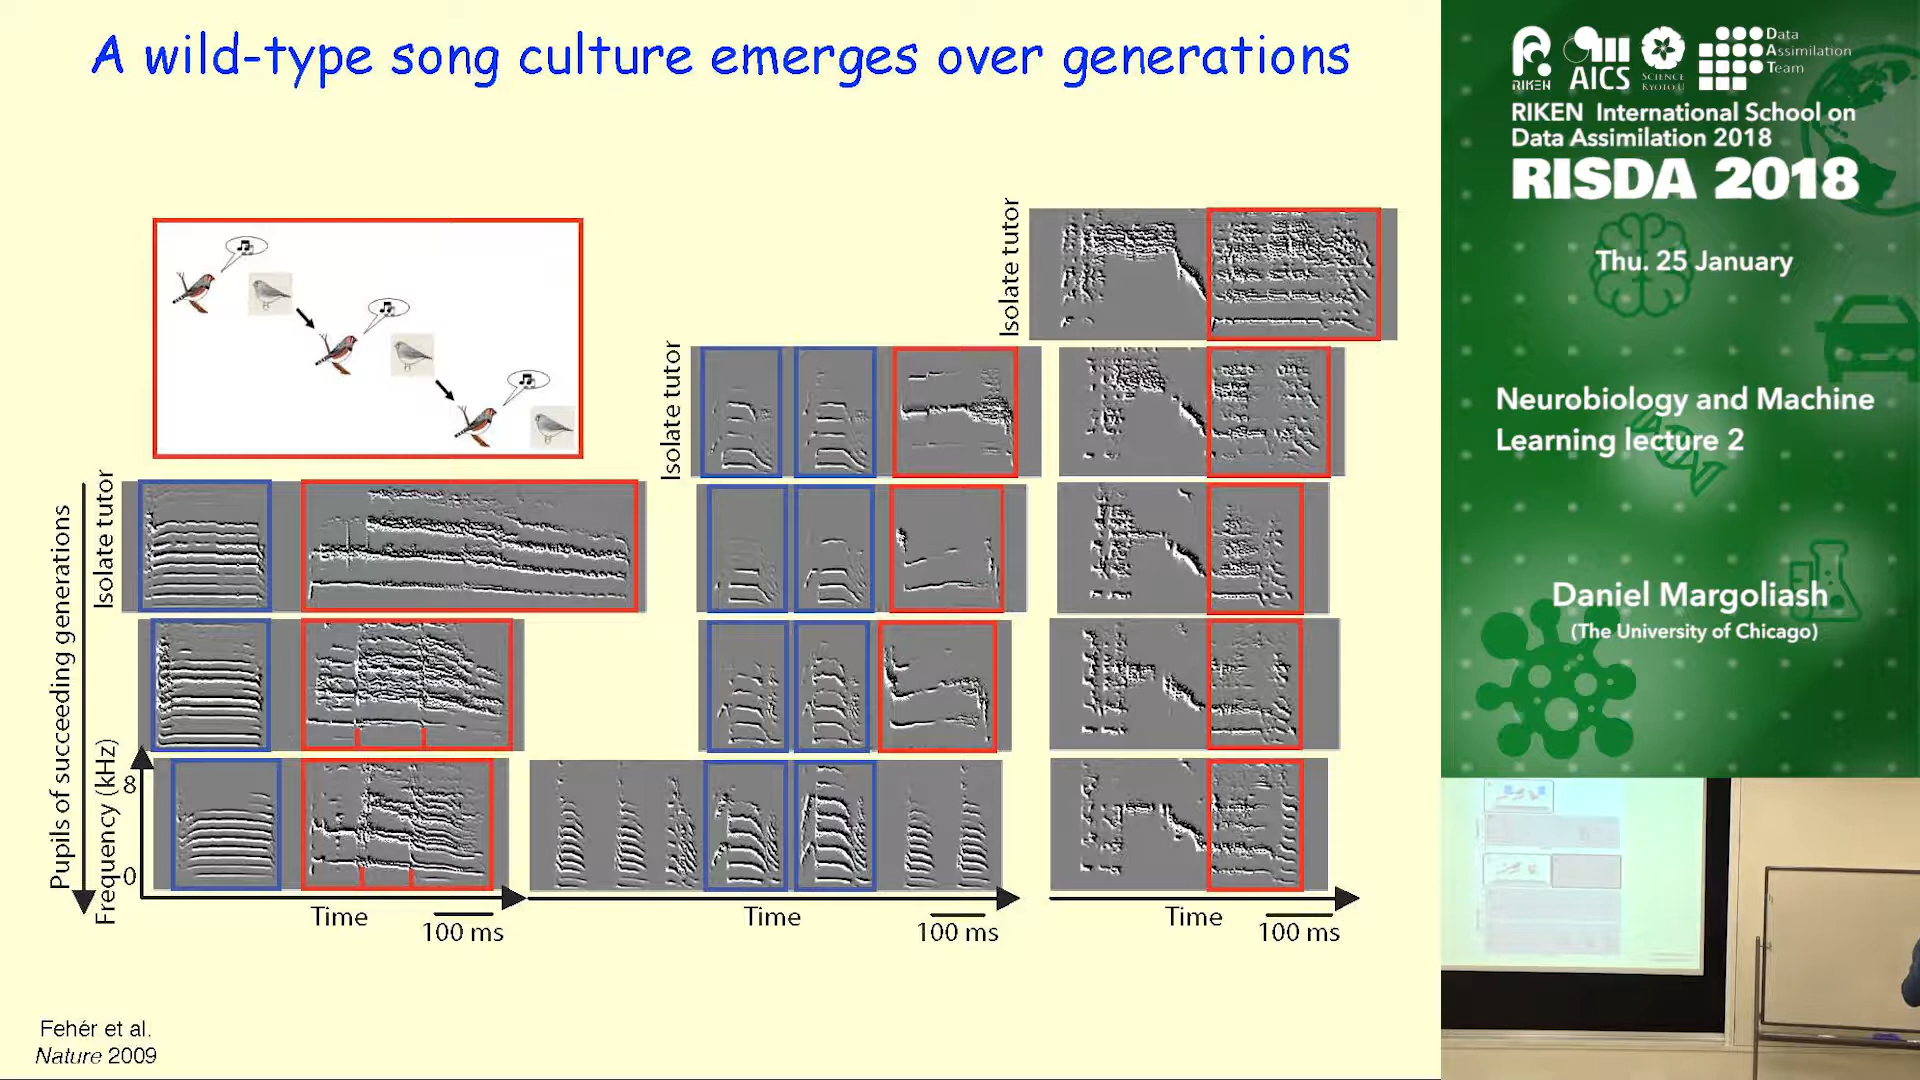 A wild-type song culture emerges over generations
Isolate tutor
Isolate tutor
Isolate tutor
Pupils of succeeding generations
Frequency (kHz)
8
0
Time
100 ms
Time
100 ms
Time
100 ms
Fehér et al.
Nature 2009
RIKEN
AICS
SCIENCE
KYOTO U
Data
Assimilation
Team
RIKEN International School on
Data Assimilation 2018
RISDA 2018
Thu. 25 January
Neurobiology and Machine
Learning lecture 2
Daniel Margoliash
(The University of Chicago)